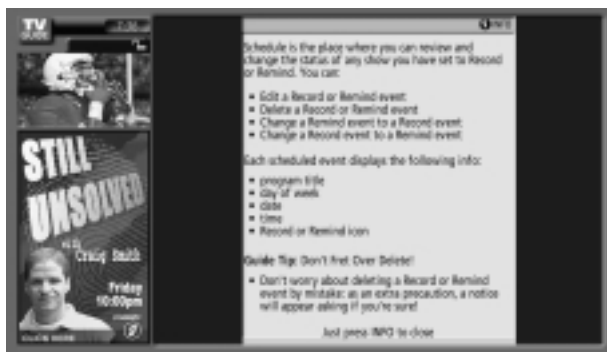 TV
GUIDE
INFO
Schedule is the place where you can review and
change the status of any show you have set to Record
or Remind. You can:
• Edit a Record or Remind event
• Delete a Record or Remind event
• Change a Remind event to a Record event
• Change a Record event to a Remind event
Each scheduled event displays the following info:
• program title
• day of week
• date
• time
• Record or Remind icon
Guide Tip: Don't Fret Over Delete!
• Don't worry about deleting a Record or Remind
event by mistake: as an extra precaution, a notice
will appear asking if you're sure!
Just press INFO to close
STILL
UNSOLVED
with
Craig Smith
Friday
10:00pm
CLICK HERE